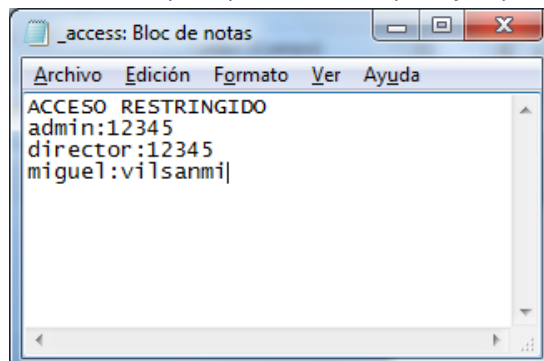 _access: Bloc de notas
Archivo Edición Formato Ver Ayuda
ACCESO RESTRINGIDO
admin:12345
director:12345
miguel:vilsanmi